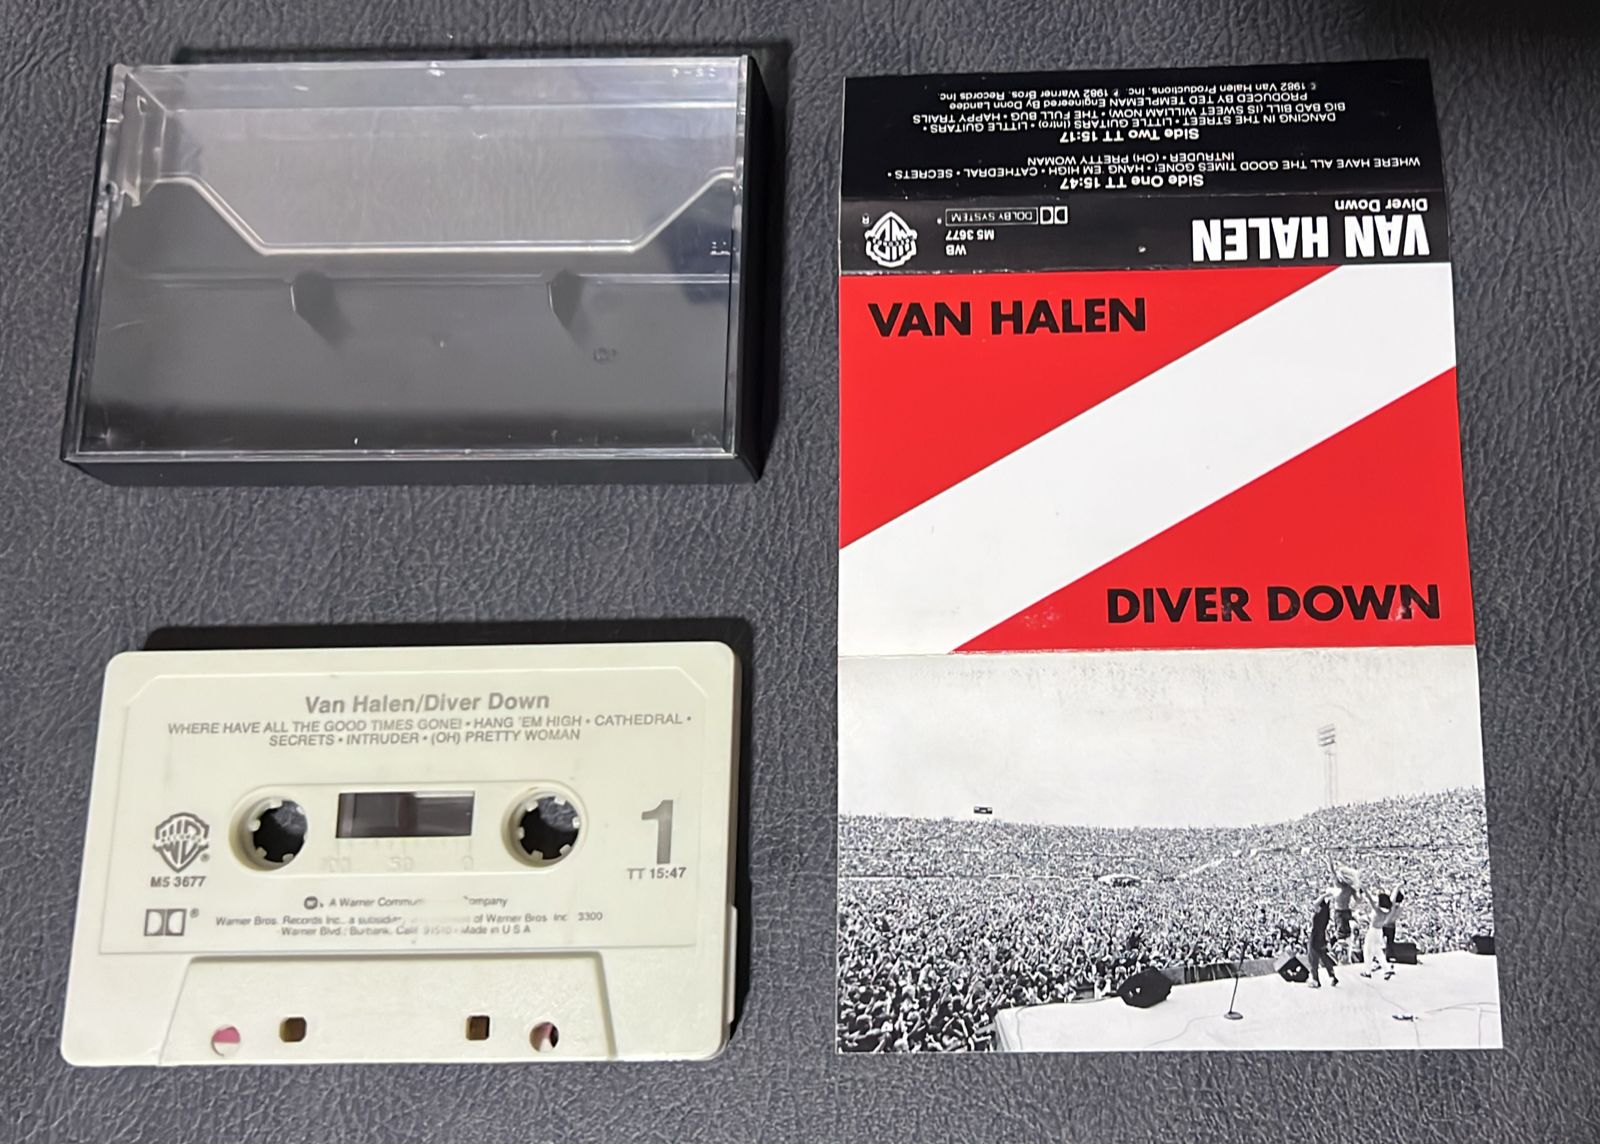 © 1982 Van Halen Productions, Inc. ℗ 1982 Warner Bros. Records Inc.
PRODUCED BY TED TEMPLEMAN Engineered By Donn Landee
BIG BAD BILL (IS SWEET WILLIAM NOW) • THE FULL BUG • HAPPY TRAILS
DANCING IN THE STREET • LITTLE GUITARS (Intro) • LITTLE GUITARS •
Side Two TT 15:17
INTRUDER • (OH) PRETTY WOMAN
WHERE HAVE ALL THE GOOD TIMES GONE! • HANG 'EM HIGH • CATHEDRAL • SECRETS •
Side One TT 15:47
Diver Down
VAN HALEN
DOLBY SYSTEM ®
M5 3677
WB
VAN HALEN
DIVER DOWN
Van Halen/Diver Down
WHERE HAVE ALL THE GOOD TIMES GONE! • HANG 'EM HIGH • CATHEDRAL •
SECRETS • INTRUDER • (OH) PRETTY WOMAN
1
M5 3677
TT 15:47
100 50 0
A Warner Company
Warner Bros. Records Inc., a of Warner Bros. Inc. 3300
Warner Blvd., Burbank, Calif. Made in U S A